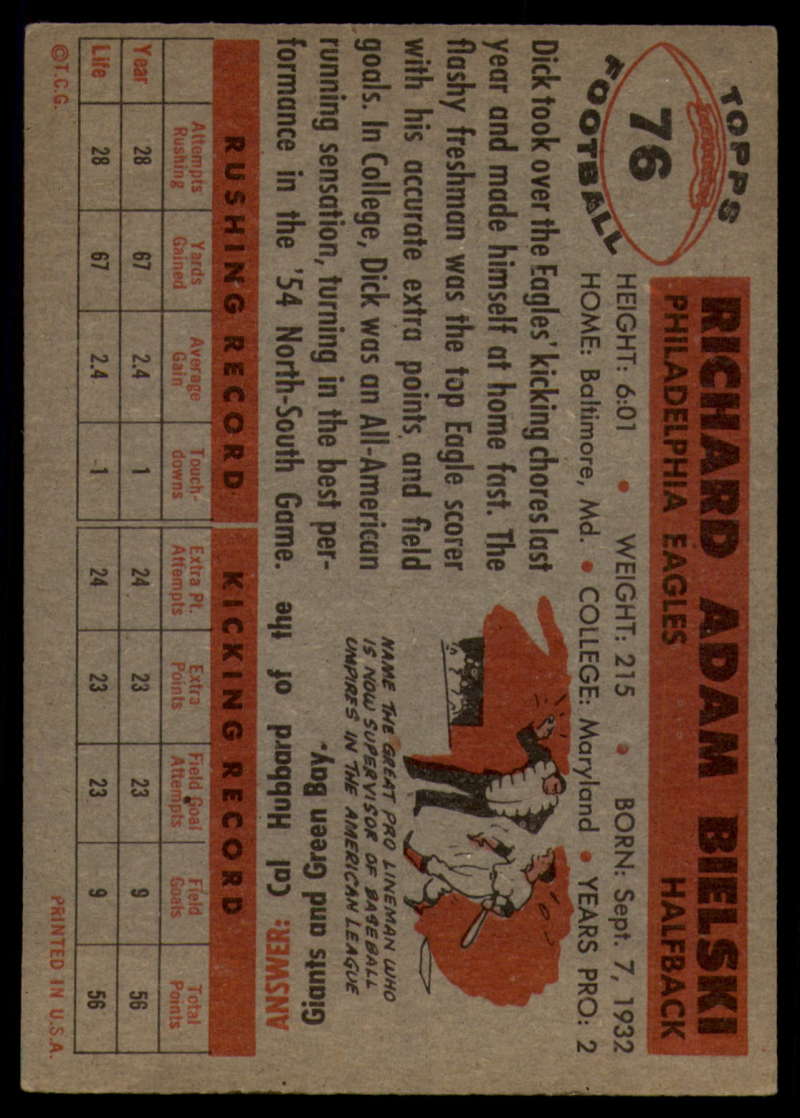 TOPPS
76
FOOTBALL
RICHARD ADAM BIELSKI
PHILADELPHIA EAGLES HALFBACK
HEIGHT: 6:01 • WEIGHT: 215 • BORN: Sept. 7, 1932
HOME: Baltimore, Md. • COLLEGE: Maryland • YEARS PRO: 2
Dick took over the Eagles' kicking chores last
year and made himself at home fast. The
flashy freshman was the top Eagle scorer
with his accurate extra points and field
goals. In College, Dick was an All-American
running sensation, turning in the best per-
formance in the '54 North-South Game.
NAME THE GREAT PRO LINEMAN WHO
IS NOW SUPERVISOR OF BASEBALL
UMPIRES IN THE AMERICAN LEAGUE
ANSWER: Cal Hubbard of the
Giants and Green Bay.
RUSHING RECORD KICKING RECORD
Attempts Rushing Yards Gained Average Gain Touch-downs Extra Pt. Attempts Extra Points Field Goal Attempts Field Goals Total Points
Year 28 67 2.4 1 24 23 23 9 56
Life 28 67 2.4 1 24 23 23 9 56
©T.C.G. PRINTED IN U.S.A.